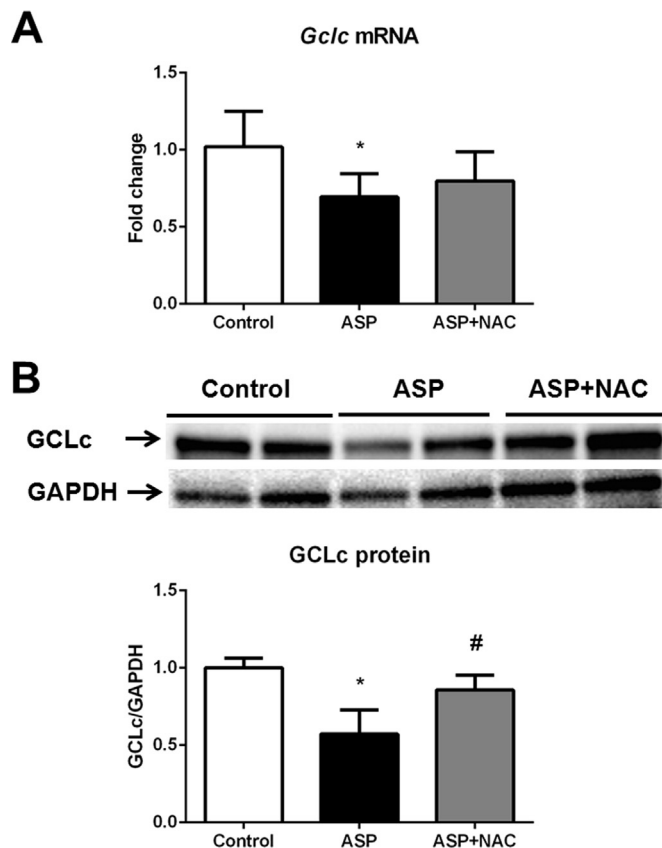 A
Gclc mRNA
1.5
1.0
0.5
0.0
Fold change
*
Control ASP ASP+NAC
B
Control ASP ASP+NAC
GCLc
GAPDH
GCLc protein
1.5
1.0
0.5
0.0
GCLc/GAPDH
*
#
Control ASP ASP+NAC